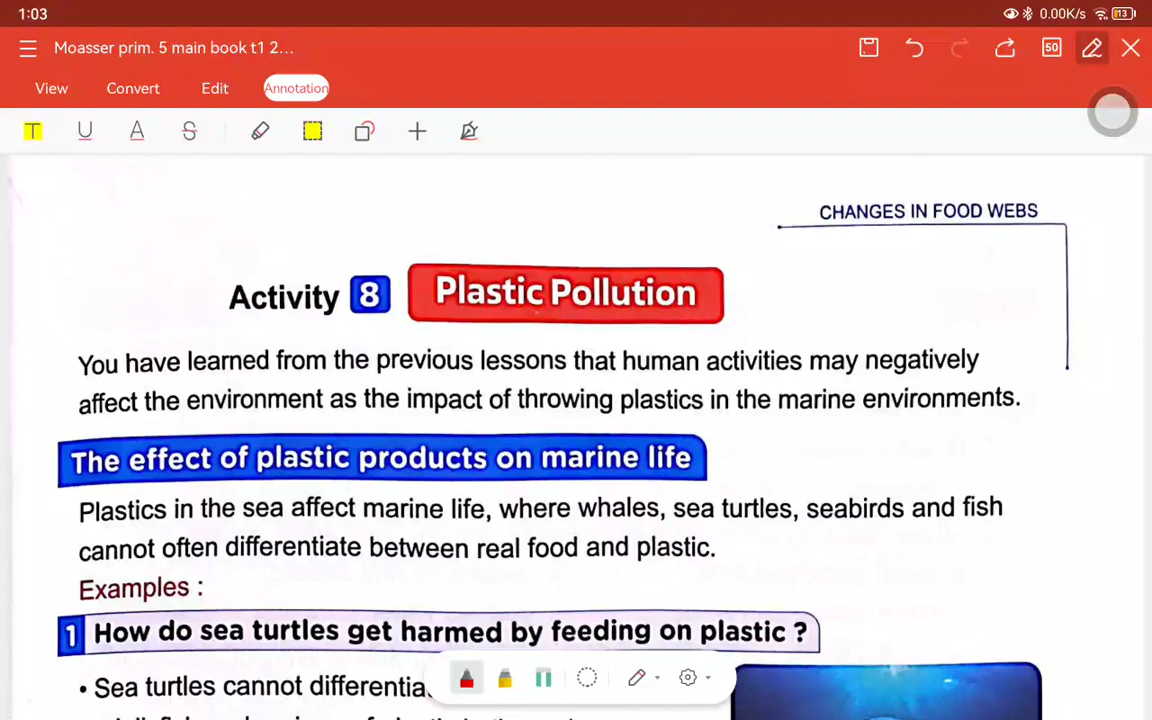 1:03
0.00K/s
13
Moasser prim. 5 main book t1 2...
50
View
Convert
Edit
Annotation
T
U
A
S
CHANGES IN FOOD WEBS
Activity 8
Plastic Pollution
You have learned from the previous lessons that human activities may negatively
affect the environment as the impact of throwing plastics in the marine environments.
The effect of plastic products on marine life
Plastics in the sea affect marine life, where whales, sea turtles, seabirds and fish
cannot often differentiate between real food and plastic.
Examples :
1 How do sea turtles get harmed by feeding on plastic ?
• Sea turtles cannot